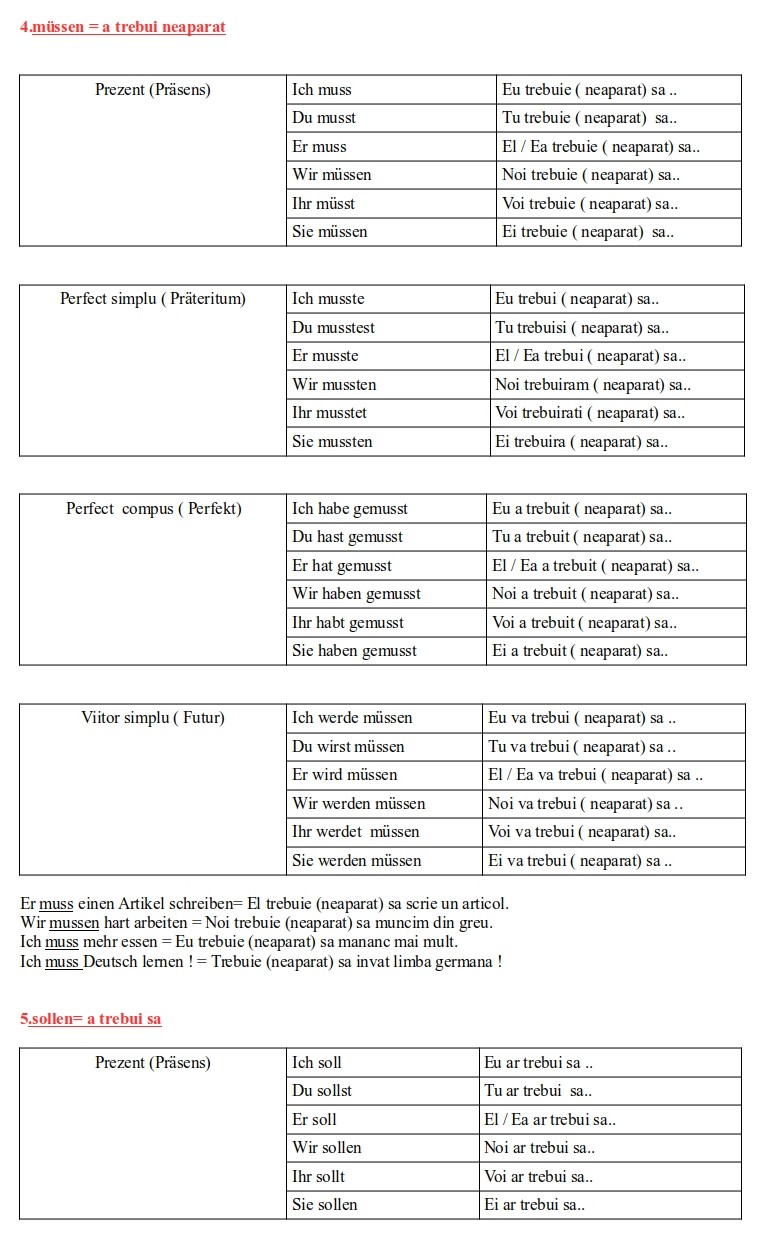 4.müssen = a trebui neaparat
Prezent (Präsens) Ich muss Eu trebuie ( neaparat) sa ..
Du musst Tu trebuie ( neaparat) sa..
Er muss El / Ea trebuie ( neaparat) sa..
Wir müssen Noi trebuie ( neaparat) sa..
Ihr müsst Voi trebuie ( neaparat) sa..
Sie müssen Ei trebuie ( neaparat) sa..
Perfect simplu ( Präteritum) Ich musste Eu trebui ( neaparat) sa..
Du musstest Tu trebuisi ( neaparat) sa..
Er musste El / Ea trebui ( neaparat) sa..
Wir mussten Noi trebuiram ( neaparat) sa..
Ihr musstet Voi trebuirati ( neaparat) sa..
Sie mussten Ei trebuira ( neaparat) sa..
Perfect compus ( Perfekt) Ich habe gemusst Eu a trebuit ( neaparat) sa..
Du hast gemusst Tu a trebuit ( neaparat) sa..
Er hat gemusst El / Ea a trebuit ( neaparat) sa..
Wir haben gemusst Noi a trebuit ( neaparat) sa..
Ihr habt gemusst Voi a trebuit ( neaparat) sa..
Sie haben gemusst Ei a trebuit ( neaparat) sa..
Viitor simplu ( Futur) Ich werde müssen Eu va trebui ( neaparat) sa ..
Du wirst müssen Tu va trebui ( neaparat) sa ..
Er wird müssen El / Ea va trebui ( neaparat) sa ..
Wir werden müssen Noi va trebui ( neaparat) sa ..
Ihr werdet müssen Voi va trebui ( neaparat) sa..
Sie werden müssen Ei va trebui ( neaparat) sa ..
Er muss einen Artikel schreiben= El trebuie (neaparat) sa scrie un articol.
Wir mussen hart arbeiten = Noi trebuie (neaparat) sa muncim din greu.
Ich muss mehr essen = Eu trebuie (neaparat) sa mananc mai mult.
Ich muss Deutsch lernen ! = Trebuie (neaparat) sa invat limba germana !
5.sollen= a trebui sa
Prezent (Präsens) Ich soll Eu ar trebui sa ..
Du sollst Tu ar trebui sa..
Er soll El / Ea ar trebui sa..
Wir sollen Noi ar trebui sa..
Ihr sollt Voi ar trebui sa..
Sie sollen Ei ar trebui sa..